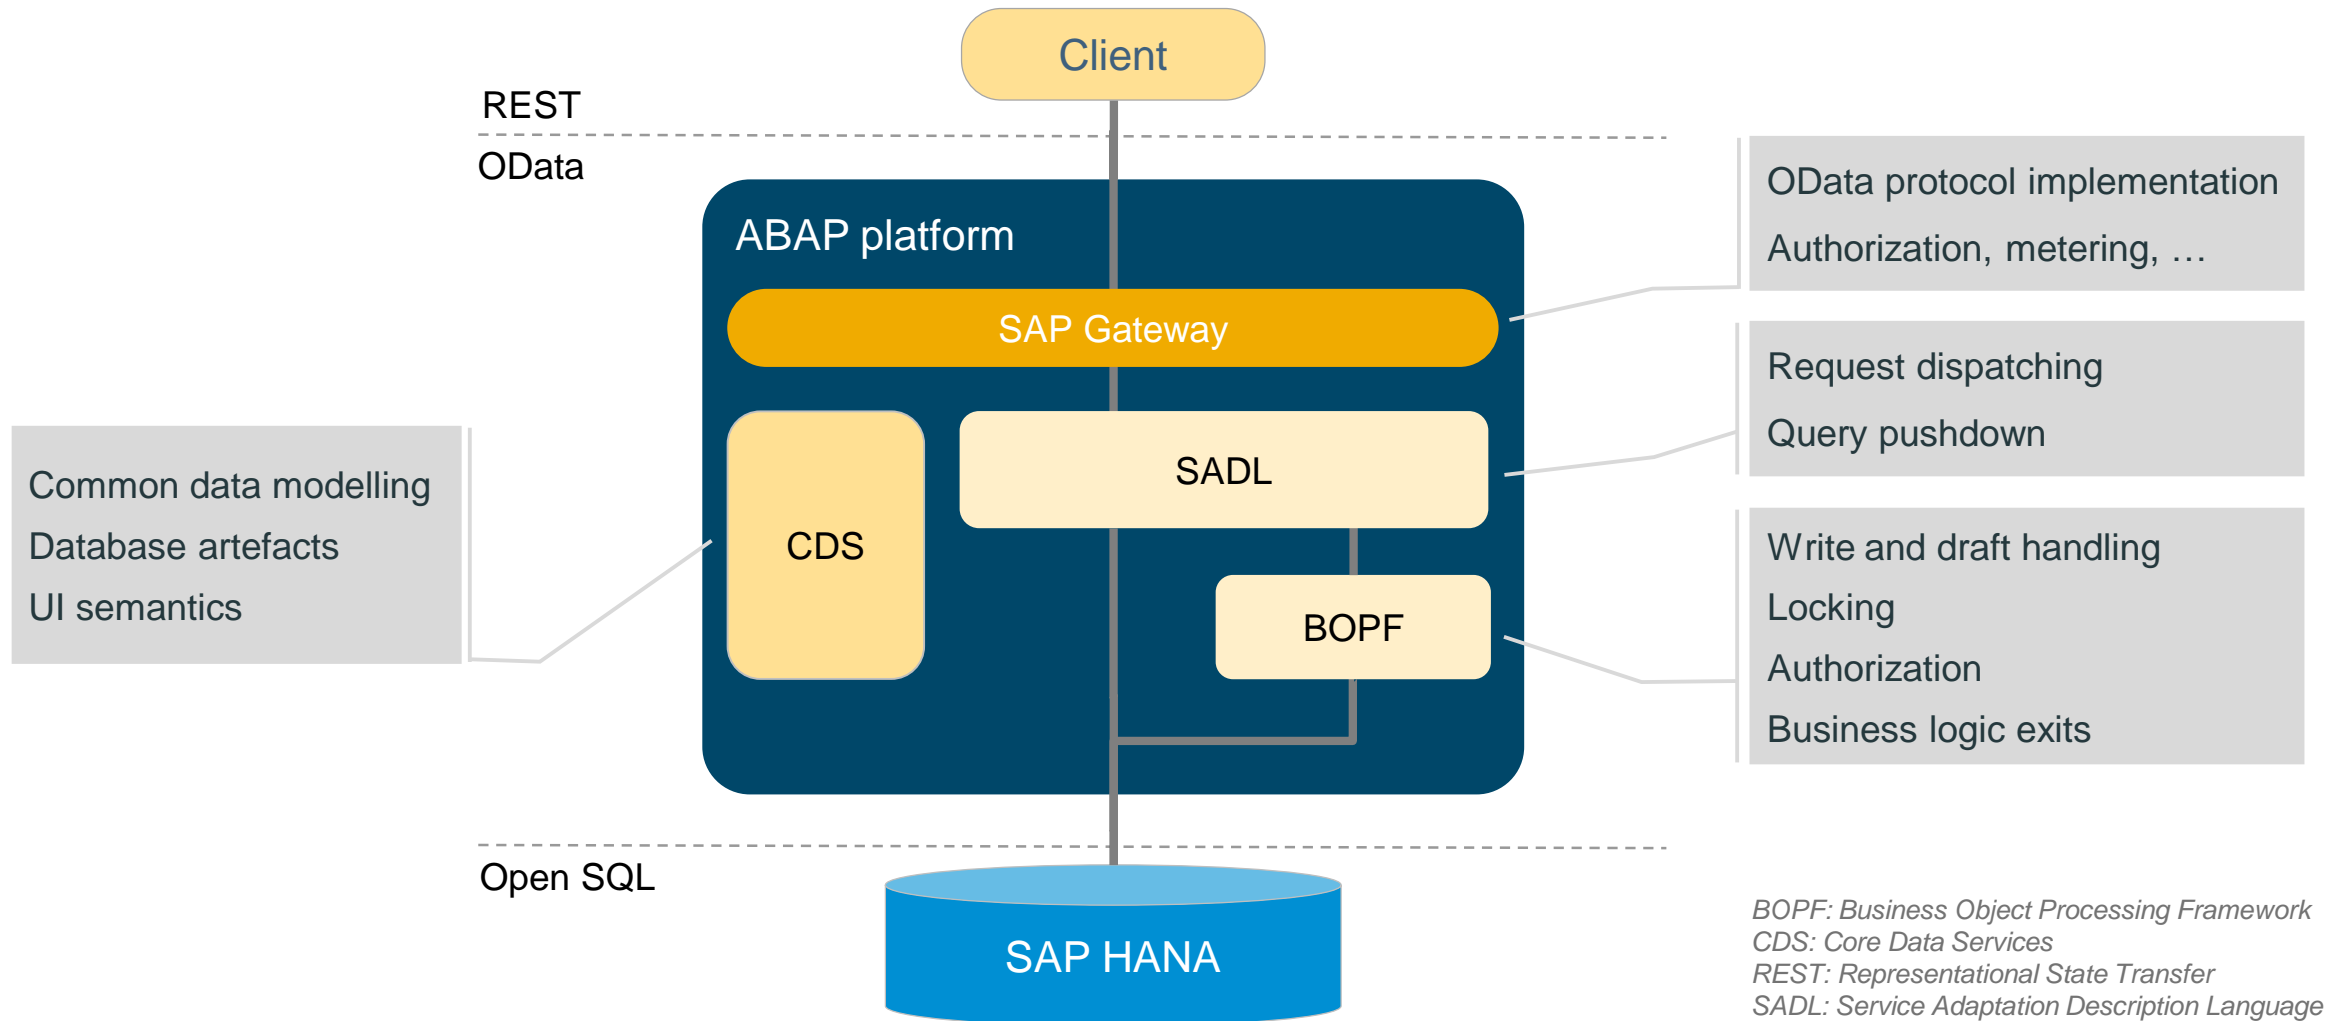 Client
REST
OData
ABAP platform
SAP Gateway
CDS
SADL
BOPF
Common data modelling
Database artefacts
UI semantics
OData protocol implementation
Authorization, metering, …
Request dispatching
Query pushdown
Write and draft handling
Locking
Authorization
Business logic exits
Open SQL
SAP HANA
BOPF: Business Object Processing Framework
CDS: Core Data Services
REST: Representational State Transfer
SADL: Service Adaptation Description Language